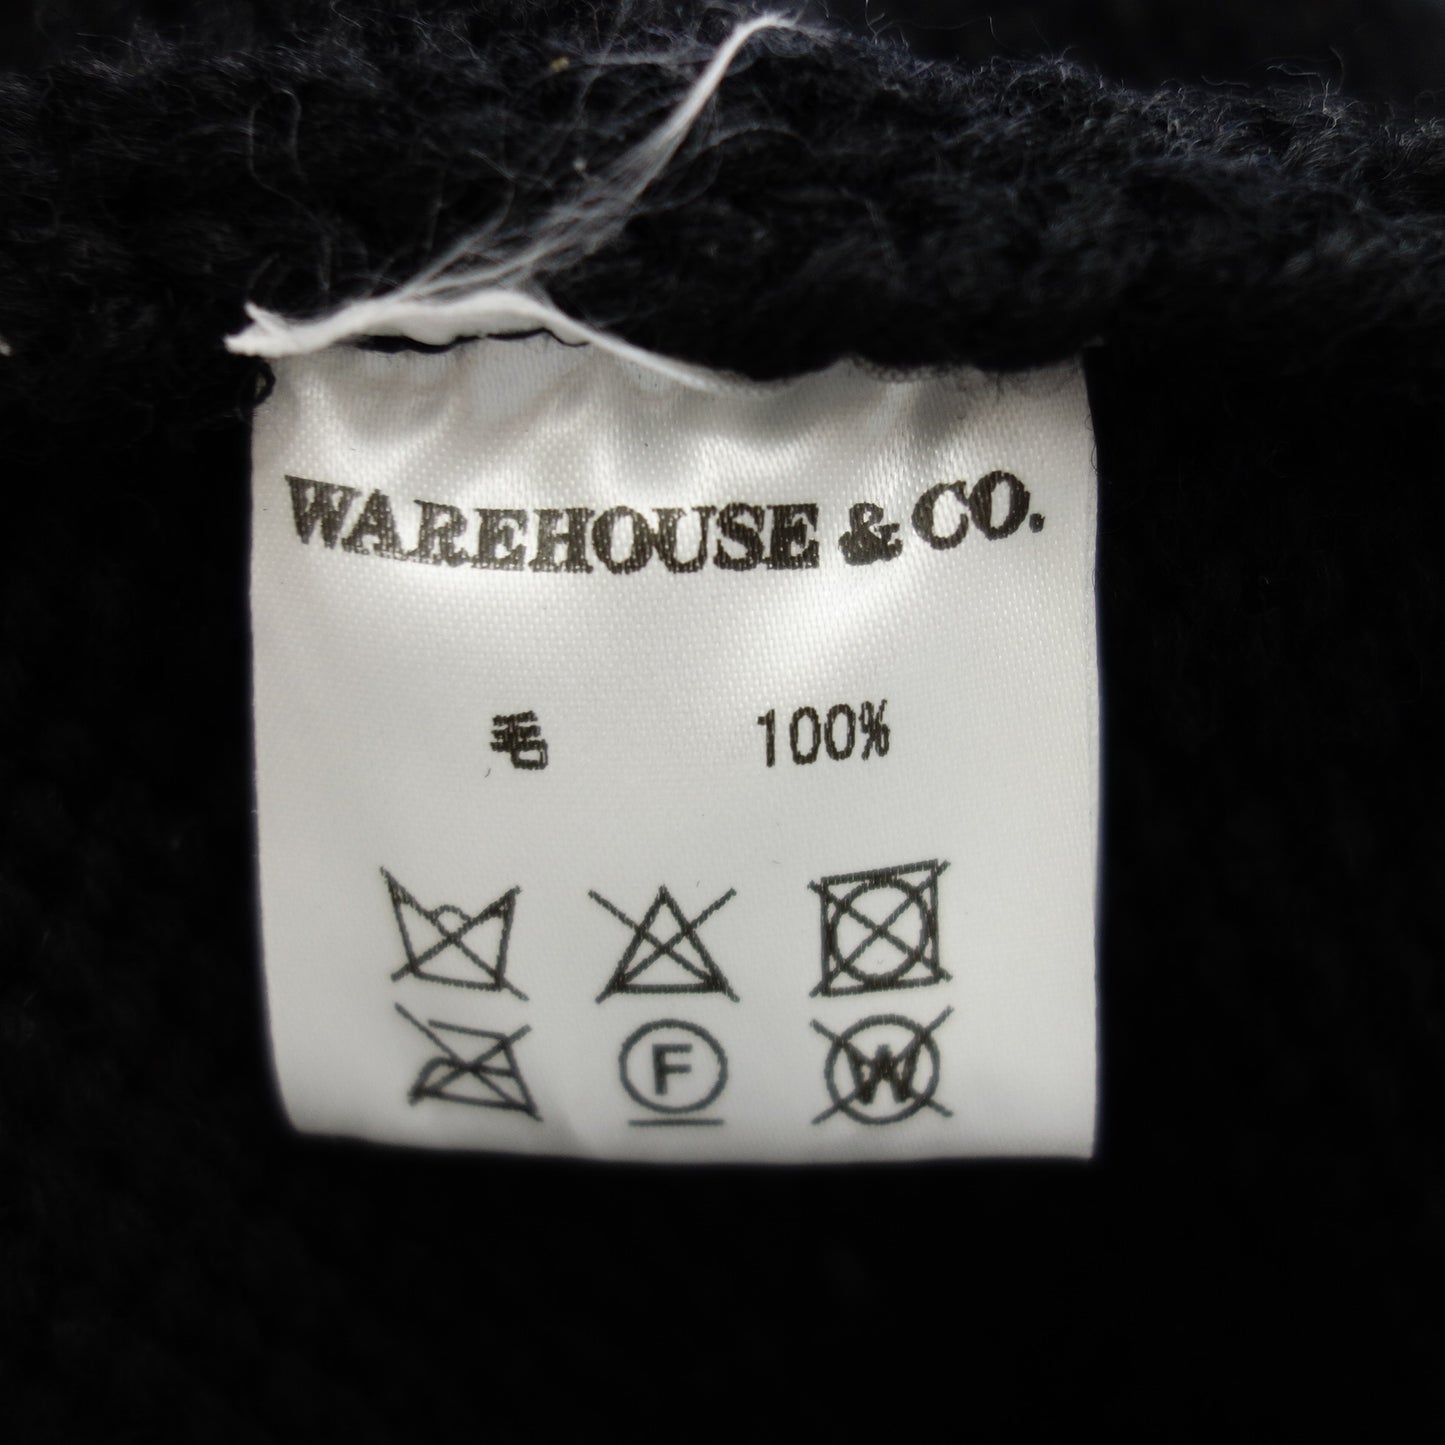 WAREHOUSE & CO.
毛 100%
F W